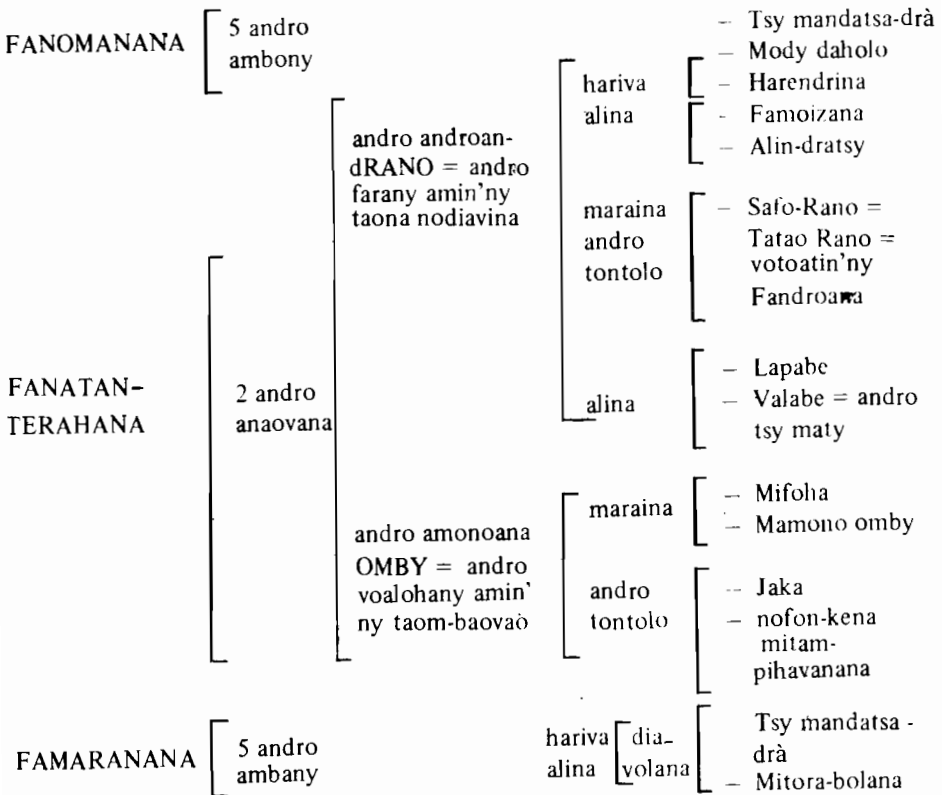 FANOMANANA
5 andro
ambony
– Tsy mandatsa-drà
– Mody daholo
hariva
alina
– Harendrina
- Famoizana
– Alin-dratsy
andro androan-
dRANO = andro
farany amin'ny
taona nodiavina
maraina
andro
tontolo
– Safo-Rano =
Tatao Rano =
votoatin'ny
Fandroana
FANATAN-
TERAHANA
2 andro
anaovana
alina
– Lapabe
– Valabe = andro
tsy maty
andro amonoana
OMBY = andro
voalohany amin'
ny taom-baovao
maraina
– Mifoha
– Mamono omby
andro
tontolo
– Jaka
– nofon-kena
mitam-
pihavanana
FAMARANANA
5 andro
ambany
hariva
alina
dia-
volana
Tsy mandatsa -
drà
– Mitora-bolana